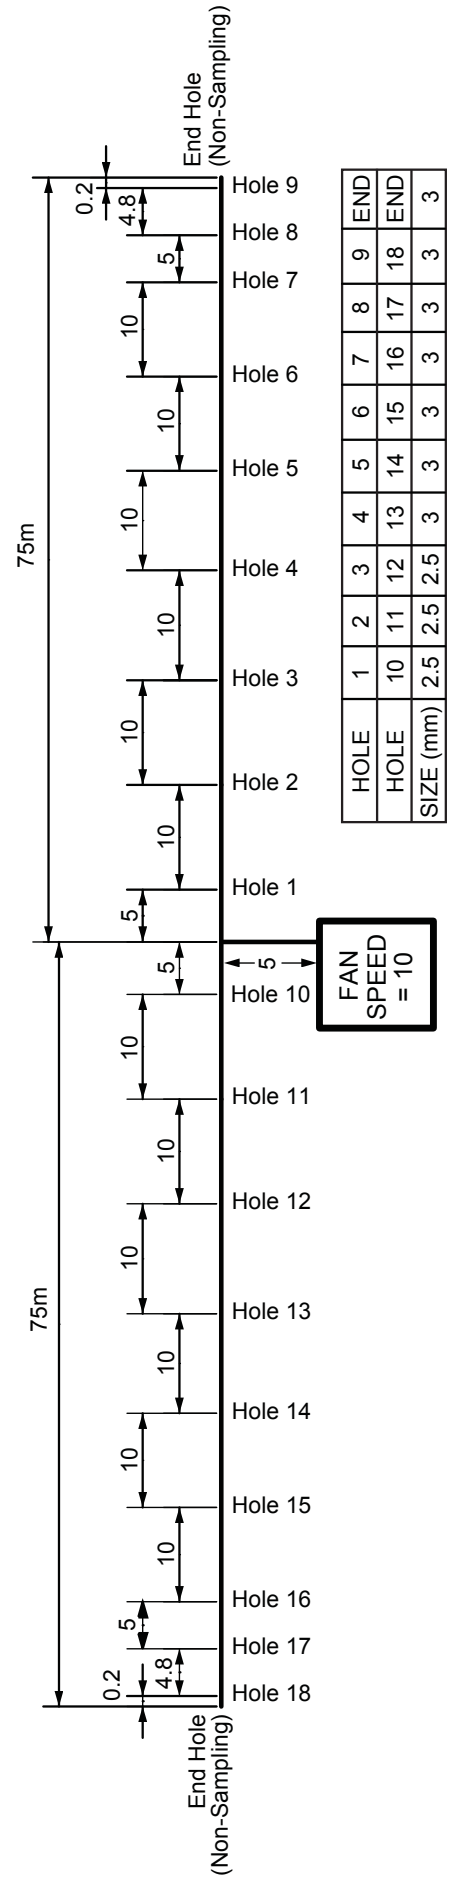 75m
75m
0.2
4.8
5
10
10
10
10
10
10
5
5
10
10
10
10
10
10
5
4.8
0.2
End Hole
(Non-Sampling)
Hole 18
Hole 17
Hole 16
Hole 15
Hole 14
Hole 13
Hole 12
Hole 11
Hole 10
Hole 1
Hole 2
Hole 3
Hole 4
Hole 5
Hole 6
Hole 7
Hole 8
Hole 9
End Hole
(Non-Sampling)
5
FAN
SPEED
= 10
HOLE 1 2 3 4 5 6 7 8 9 END
HOLE 10 11 12 13 14 15 16 17 18 END
SIZE (mm) 2.5 2.5 2.5 3 3 3 3 3 3 3